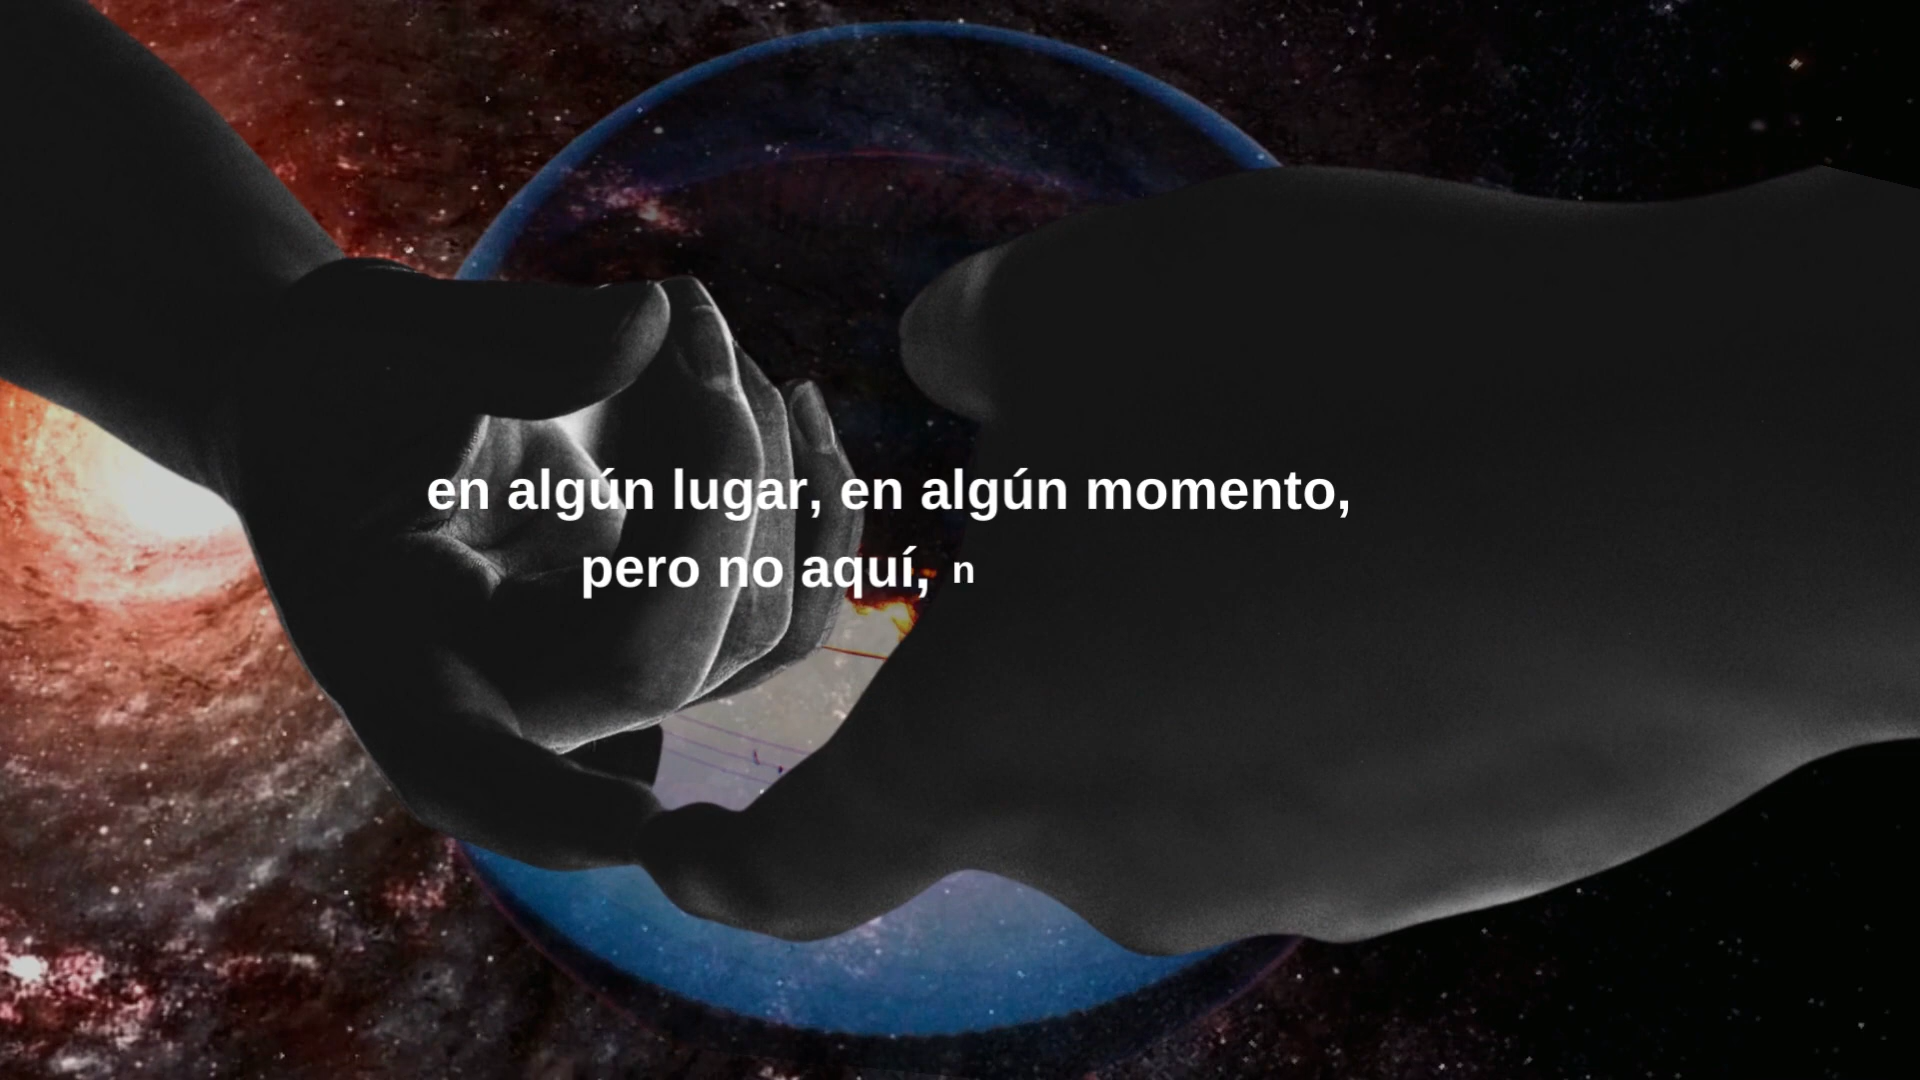 en algún lugar, en algún momento,
pero no aquí, n